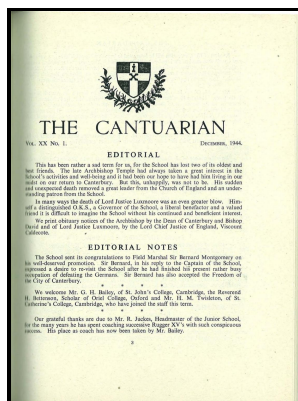 THE CANTUARIAN
VOL. XX No. 1. DECEMBER, 1944.
EDITORIAL
This has been rather a sad term for us, for the School has lost two of its oldest and
best friends. The late Archbishop Temple had always taken a great interest in the
School's activities and well-being and it had been our hope to have had him living in our
midst on our return to Canterbury. But this, unhappily, was not to be. His sudden
and unexpected death removed a great leader from the Church of England and an under-
standing patron from the School.
In many ways the death of Lord Justice Luxmoore was an even greater blow. Him-
self a distinguished O.K.S., a Governor of the School, a liberal benefactor and a valued
friend it is difficult to imagine the School without his continued and beneficent interest.
We print obituary notices of the Archbishop by the Dean of Canterbury and Bishop
David and of Lord Justice Luxmoore, by the Lord Chief Justice of England, Viscount
Caldecote.
EDITORIAL NOTES
The School sent its congratulations to Field Marshal Sir Bernard Montgomery on
his well-deserved promotion. Sir Bernard, in his reply to the Captain of the School,
expressed a desire to re-visit the School after he had finished his present rather busy
occupation of defeating the Germans. Sir Bernard has also accepted the Freedom of
the City of Canterbury.
* * * *
We welcome Mr. G. H. Bailey, of St. John's College, Cambridge, the Reverend
H. Betterson, Scholar of Oriel College, Oxford and Mr. H. M. Twisleton, of St.
Catherine's College, Cambridge, who have joined the staff this term.
* * * *
Our grateful thanks are due to Mr. R. Juckes, Headmaster of the Junior School,
for the many years he has spent coaching successive Rugger XV's with such conspicuous
success. His place as coach has now been taken by Mr. Bailey.